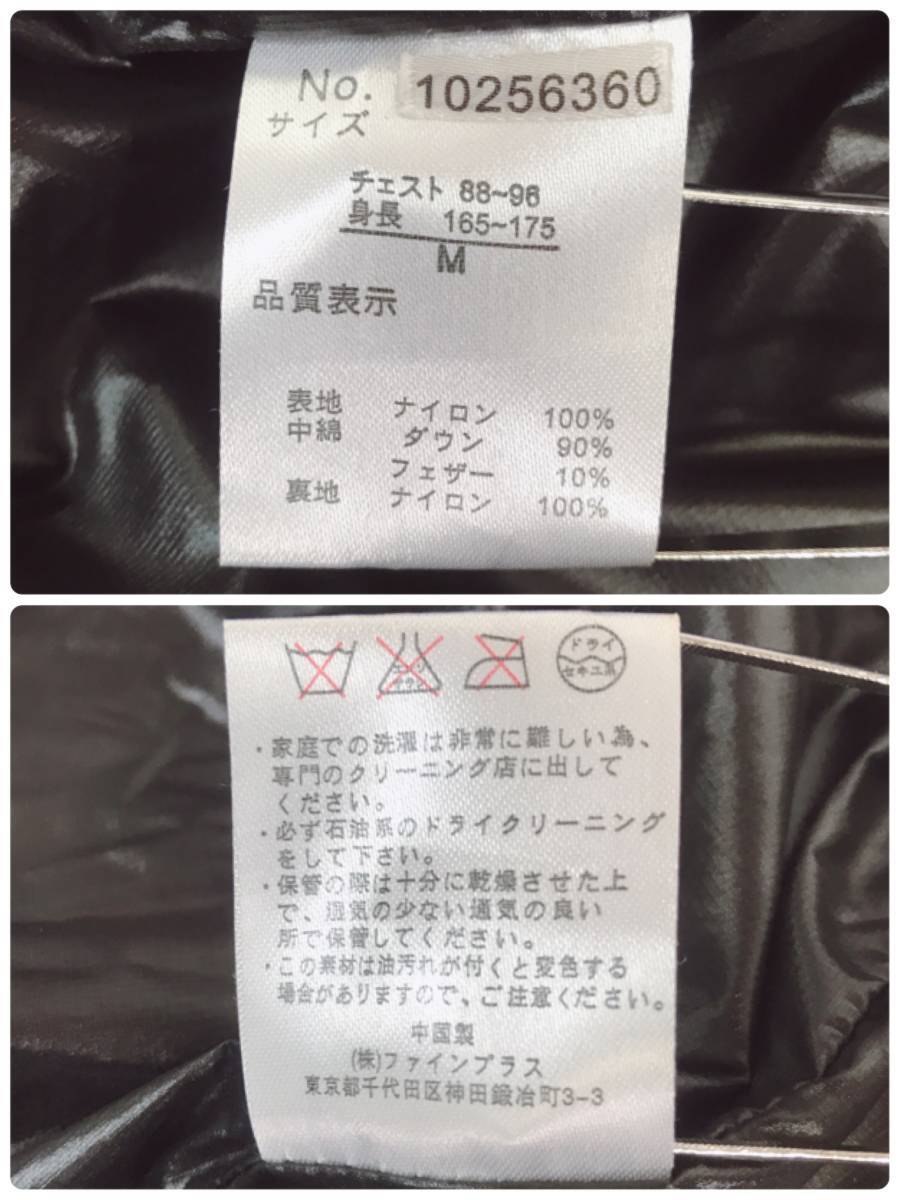 No. 10256360
サイズ
チェスト 88~96
身長 165~175
M
品質表示
表地 ナイロン 100%
中綿 ダウン 90%
フェザー 10%
裏地 ナイロン 100%
エンソ
サラシ
ドライ
セキユ系
・家庭での洗濯は非常に難しい為、
専門のクリーニング店に出して
ください。
・必ず石油系のドライクリーニング
をして下さい。
・保管の際は十分に乾燥させた上
で、湿気の少ない通気の良い
所で保管してください。
・この素材は油汚れが付くと変色する
場合がありますので、ご注意ください。
中国製
(株)ファインプラス
東京都千代田区神田鍛冶町3-3